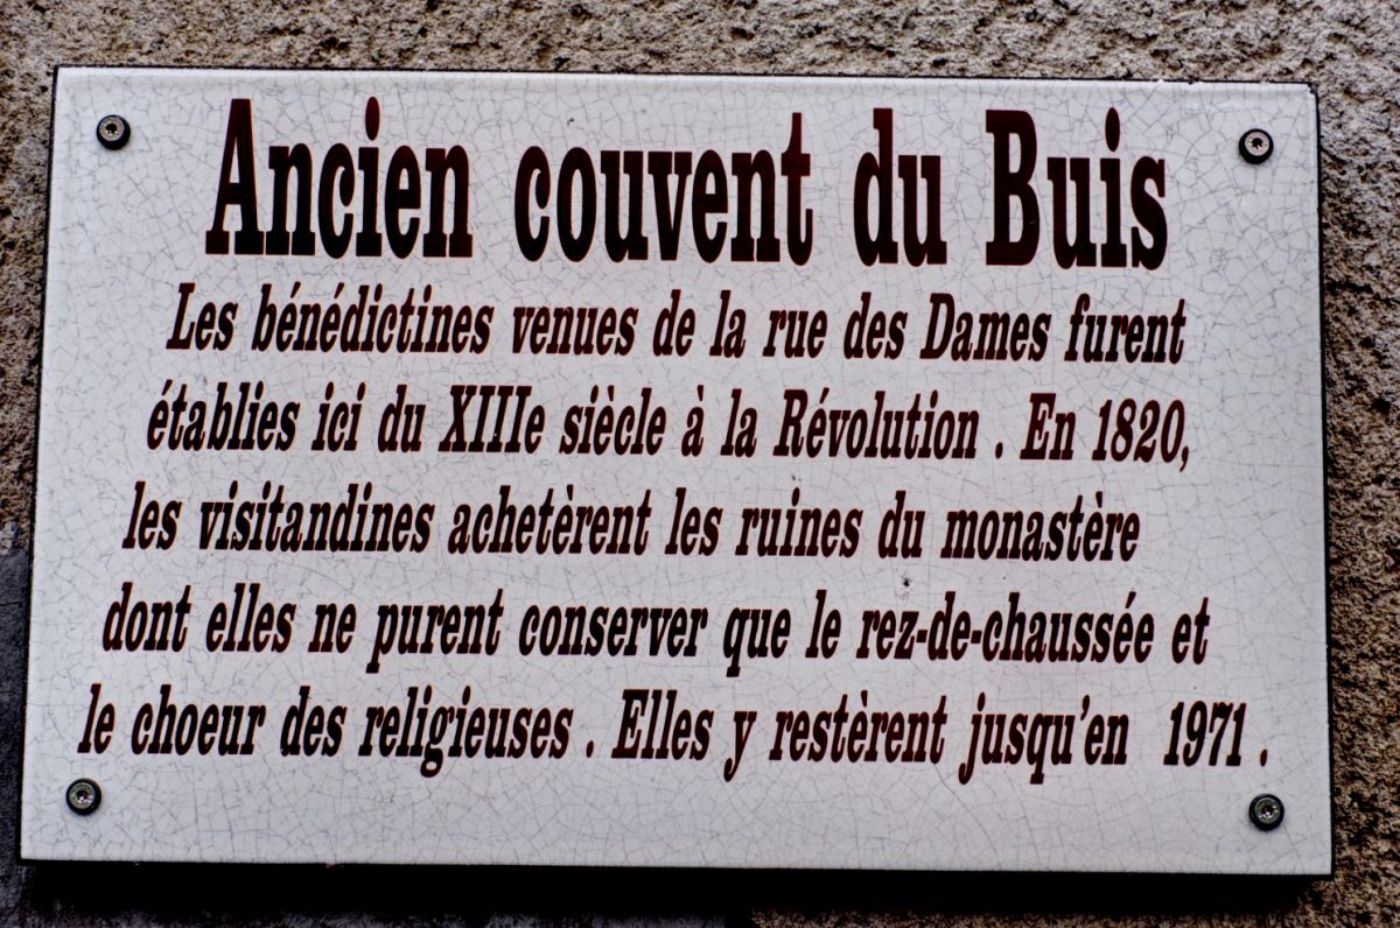 Ancien couvent du Buis
Les bénédictines venues de la rue des Dames furent
établies ici du XIIIe siècle à la Révolution . En 1820,
les visitandines achetèrent les ruines du monastère
dont elles ne purent conserver que le rez-de-chaussée et
le choeur des religieuses . Elles y restèrent jusqu'en 1971 .